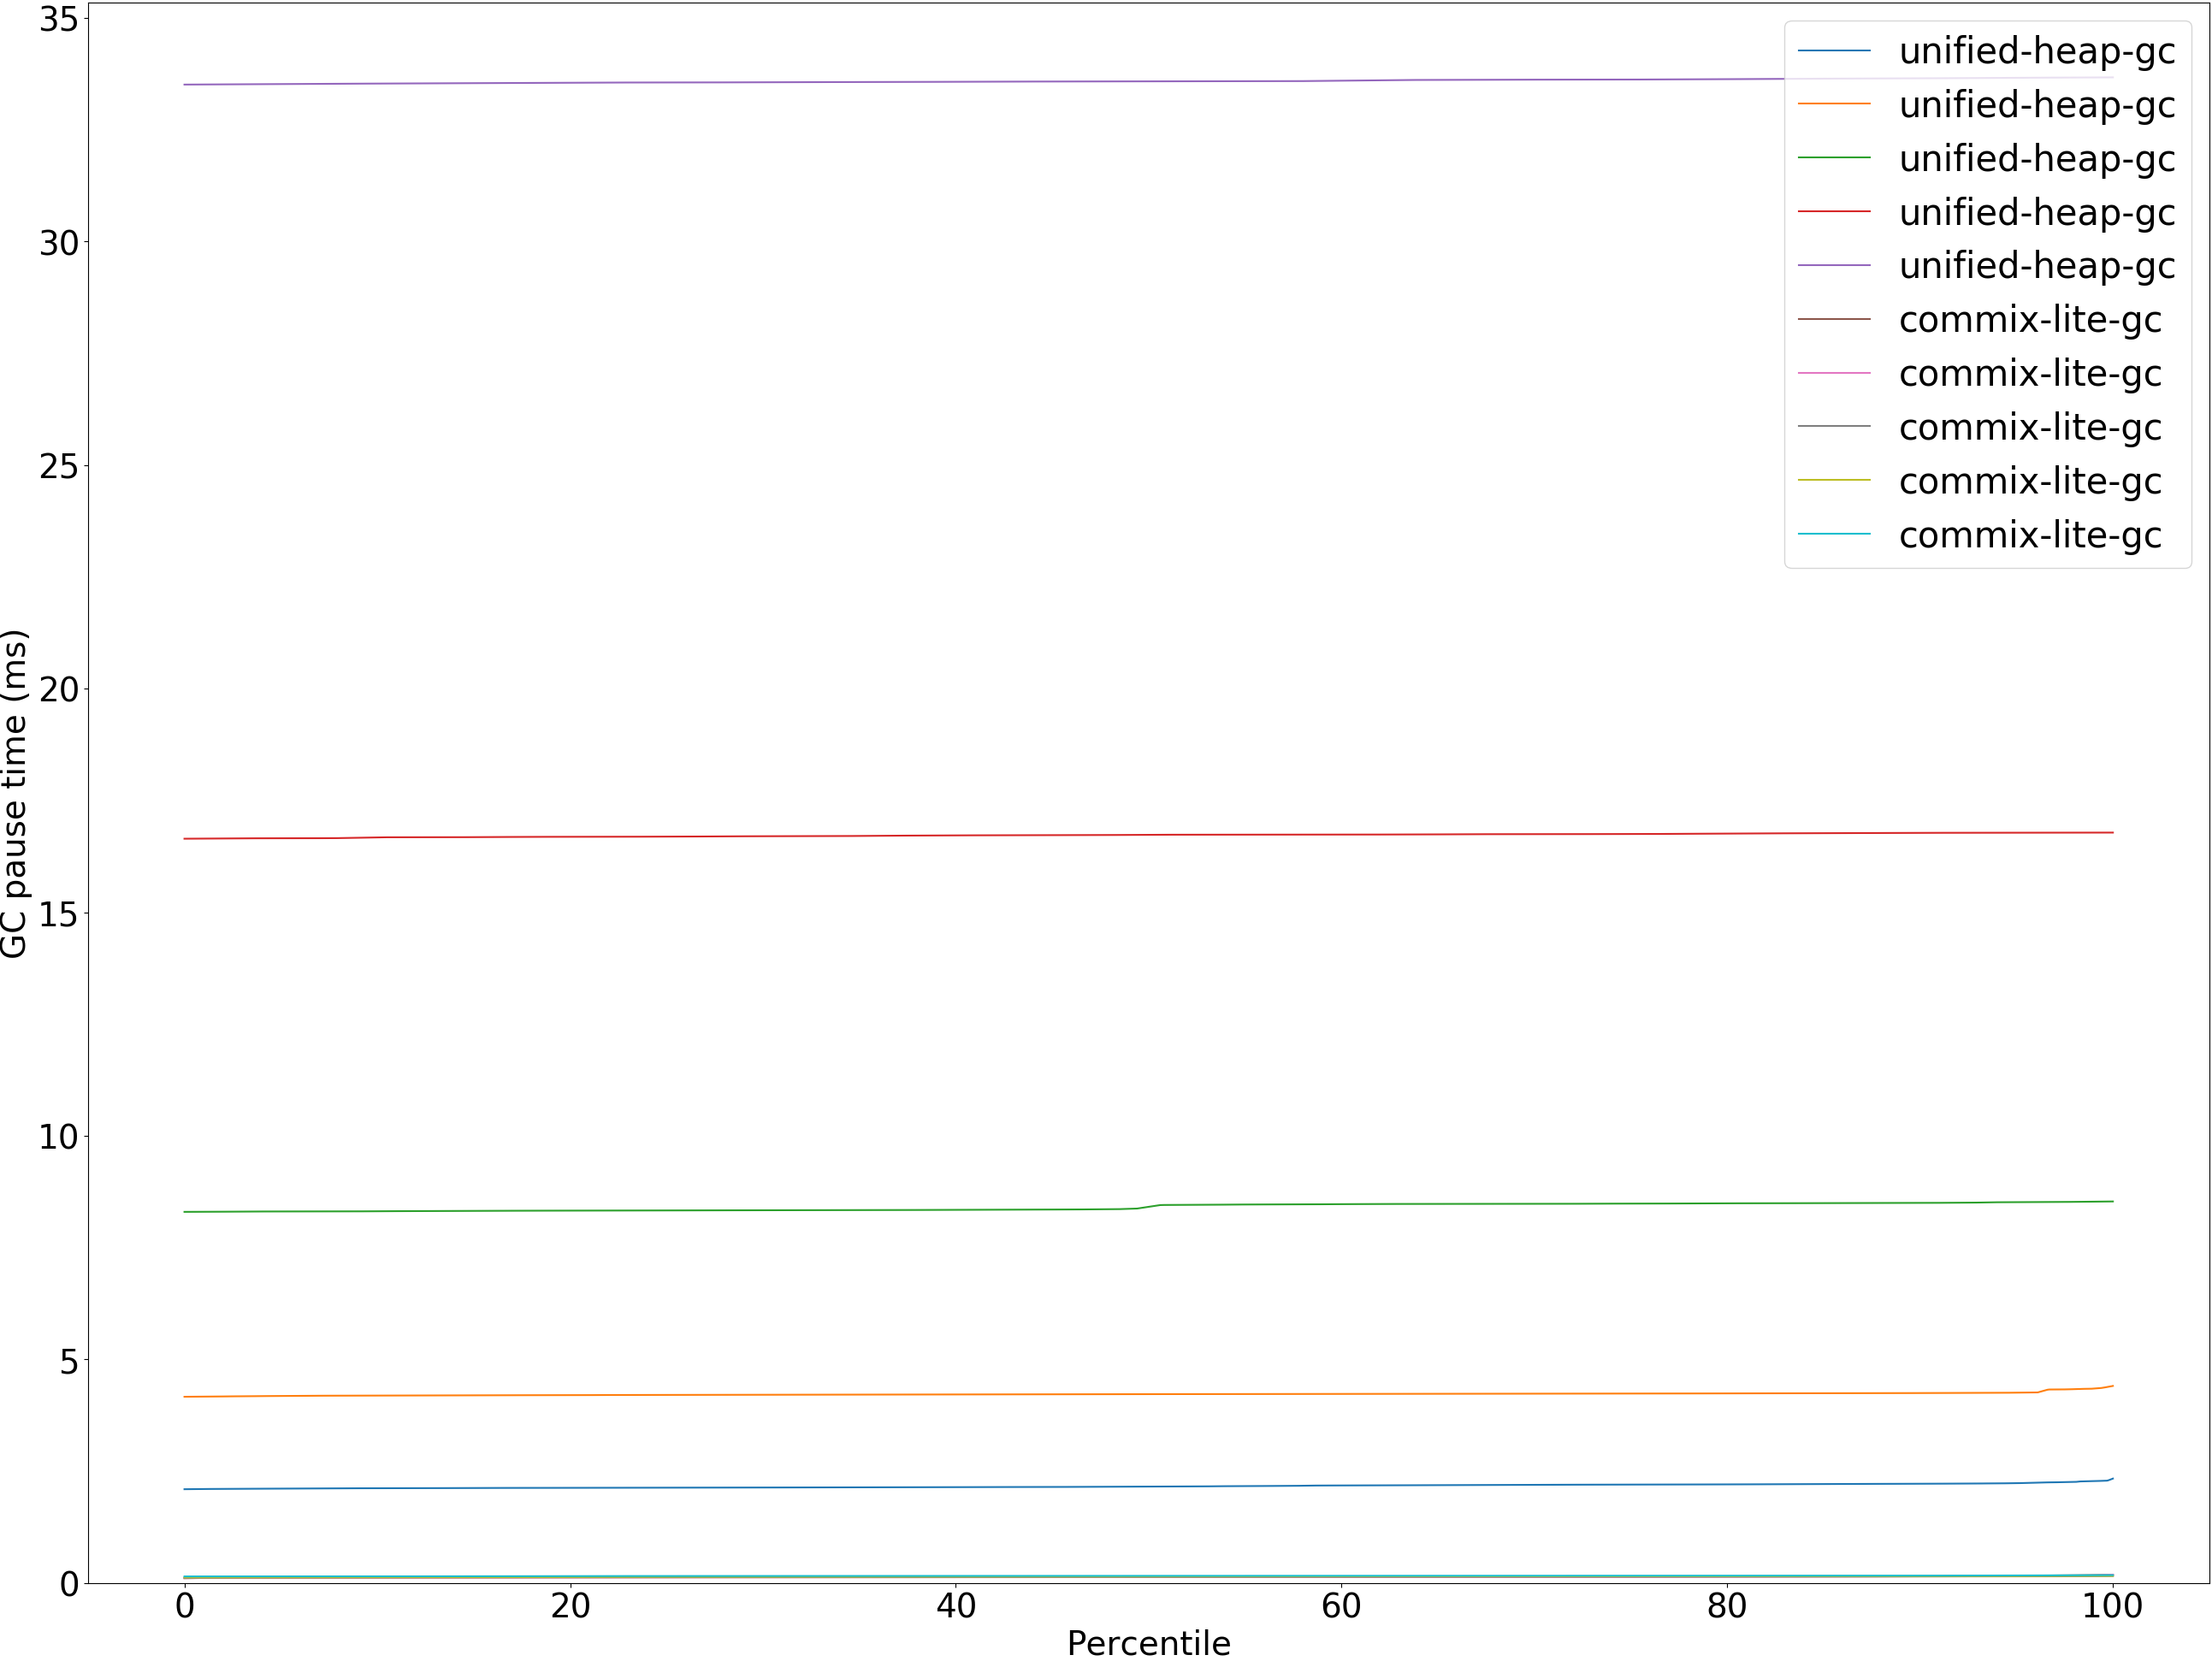 GC pause time (ms)
35
30
25
20
15
10
5
0
0 20 40 60 80 100
Percentile
unified-heap-gc
unified-heap-gc
unified-heap-gc
unified-heap-gc
unified-heap-gc
commix-lite-gc
commix-lite-gc
commix-lite-gc
commix-lite-gc
commix-lite-gc